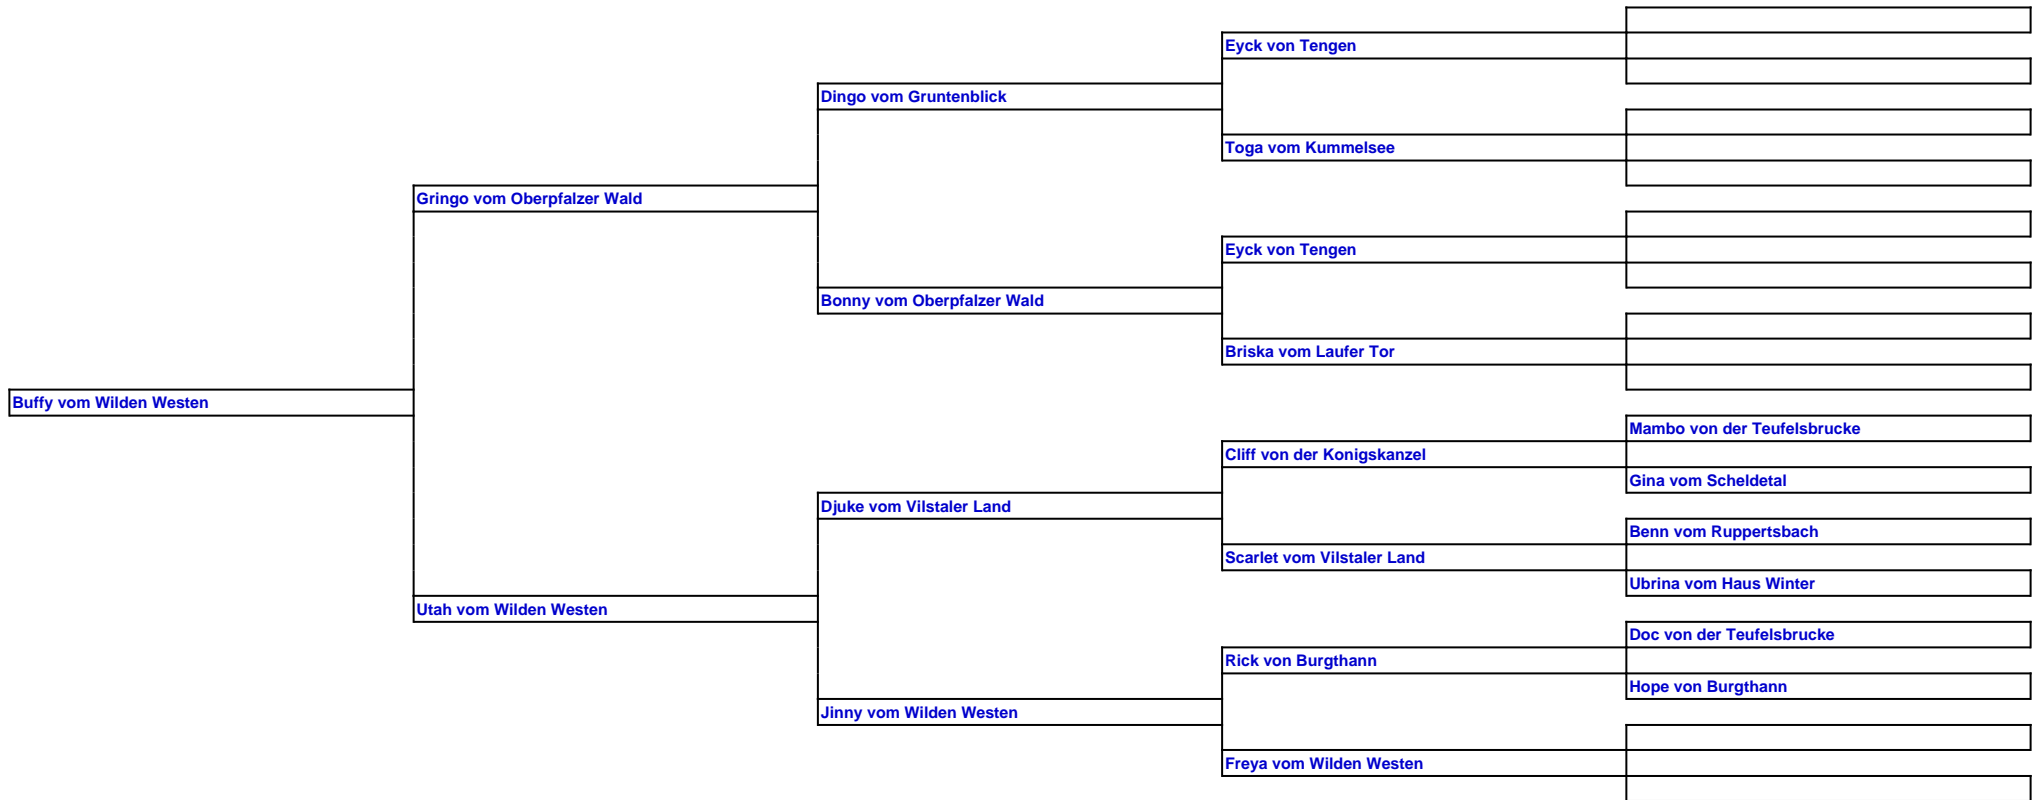 Eyck von Tengen
Dingo vom Gruntenblick
Toga vom Kummelsee
Gringo vom Oberpfalzer Wald
Eyck von Tengen
Bonny vom Oberpfalzer Wald
Briska vom Laufer Tor
Buffy vom Wilden Westen
Mambo von der Teufelsbrucke
Cliff von der Konigskanzel
Gina vom Scheldetal
Djuke vom Vilstaler Land
Benn vom Ruppertsbach
Scarlet vom Vilstaler Land
Ubrina vom Haus Winter
Utah vom Wilden Westen
Doc von der Teufelsbrucke
Rick von Burgthann
Hope von Burgthann
Jinny vom Wilden Westen
Freya vom Wilden Westen